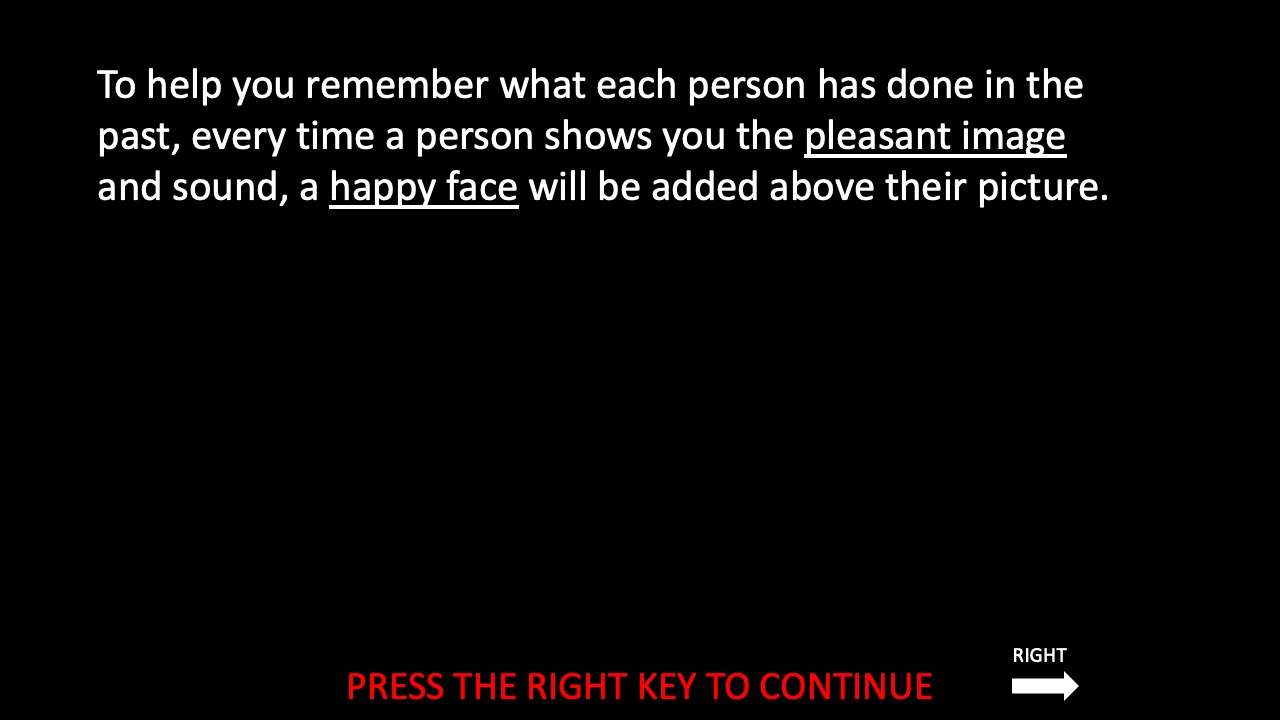 To help you remember what each person has done in the
past, every time a person shows you the pleasant image
and sound, a happy face will be added above their picture.
RIGHT
PRESS THE RIGHT KEY TO CONTINUE